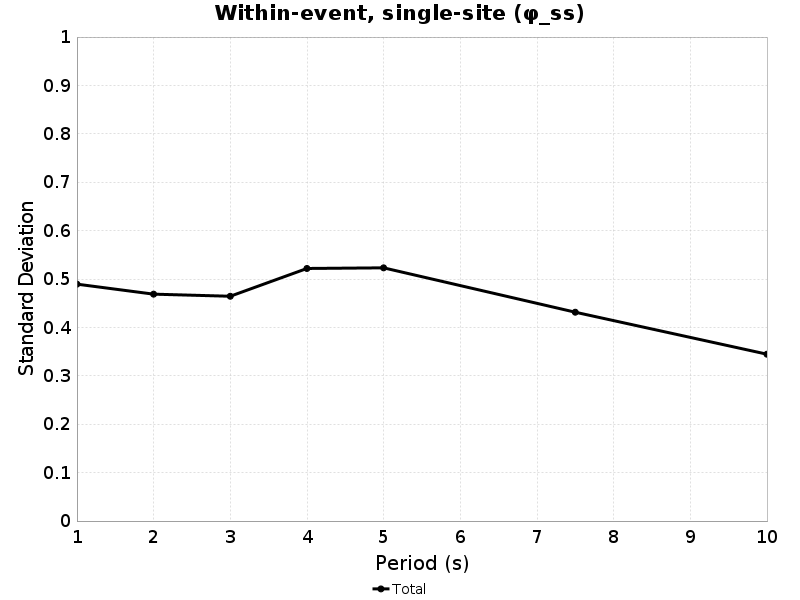 Within-event, single-site (φ_ss)
1
0.9
0.8
0.7
0.6
0.5
0.4
0.3
0.2
0.1
0
Standard Deviation
1 2 3 4 5 6 7 8 9 10
Period (s)
Total